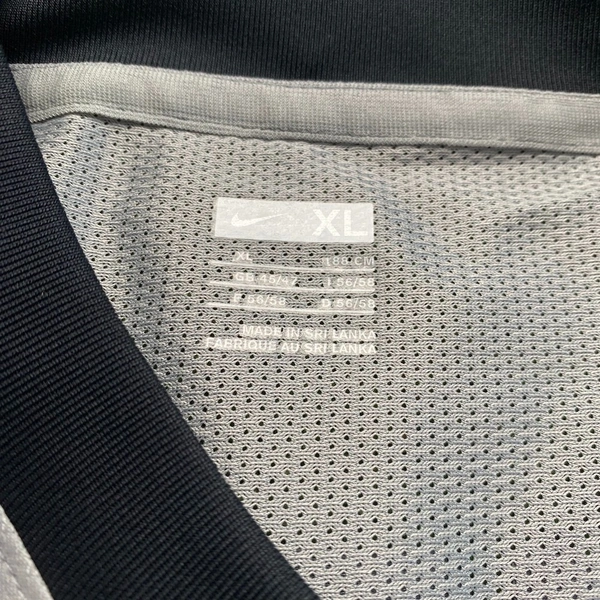 XL
XL 188 CM
GB 45/47 I 56/58
F 56/58 D 56/58
MADE IN SRI LANKA
FABRIQUE AU SRI LANKA